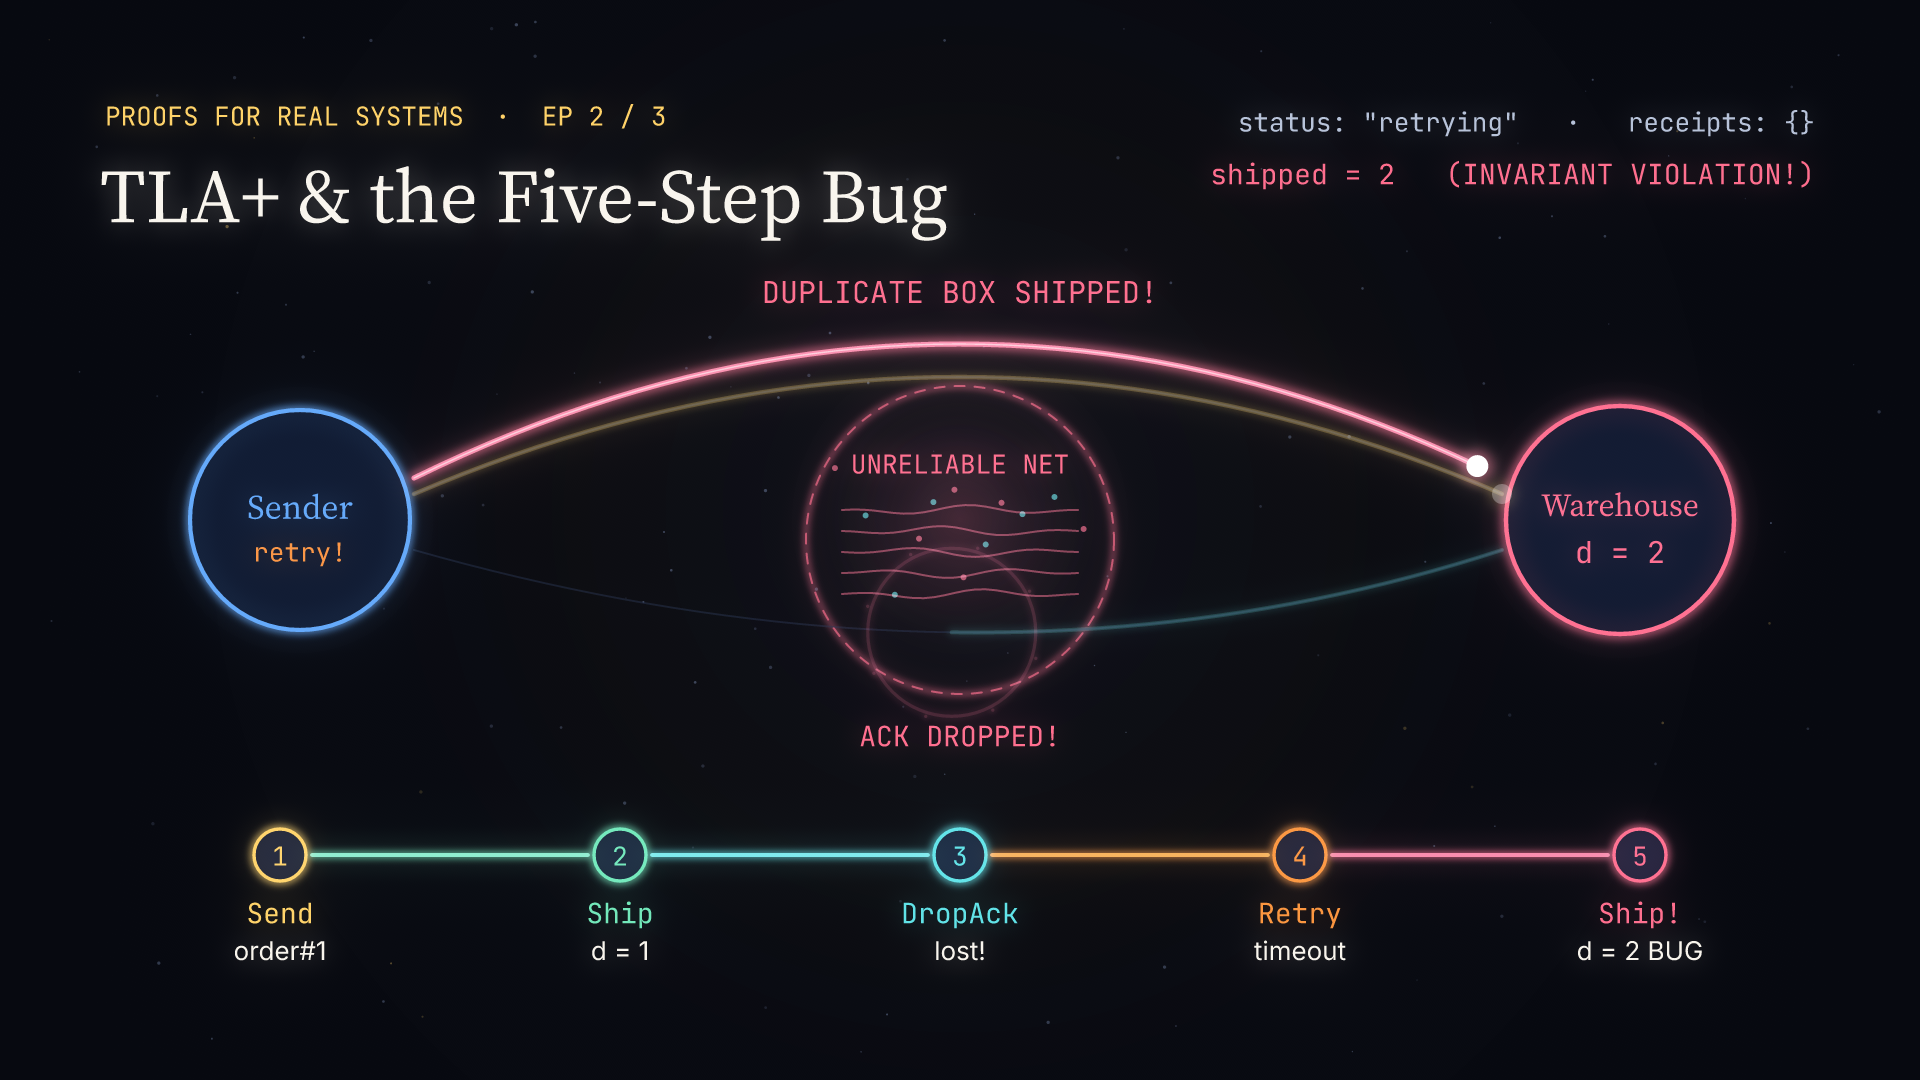 PROOFS FOR REAL SYSTEMS · EP 2 / 3
TLA+ & the Five-Step Bug
status: "retrying" · receipts: {}
shipped = 2 (INVARIANT VIOLATION!)
DUPLICATE BOX SHIPPED!
UNRELIABLE NET
Sender
retry!
Warehouse
d = 2
ACK DROPPED!
1
2
3
4
5
Send
order#1
Ship
d = 1
DropAck
lost!
Retry
timeout
Ship!
d = 2 BUG